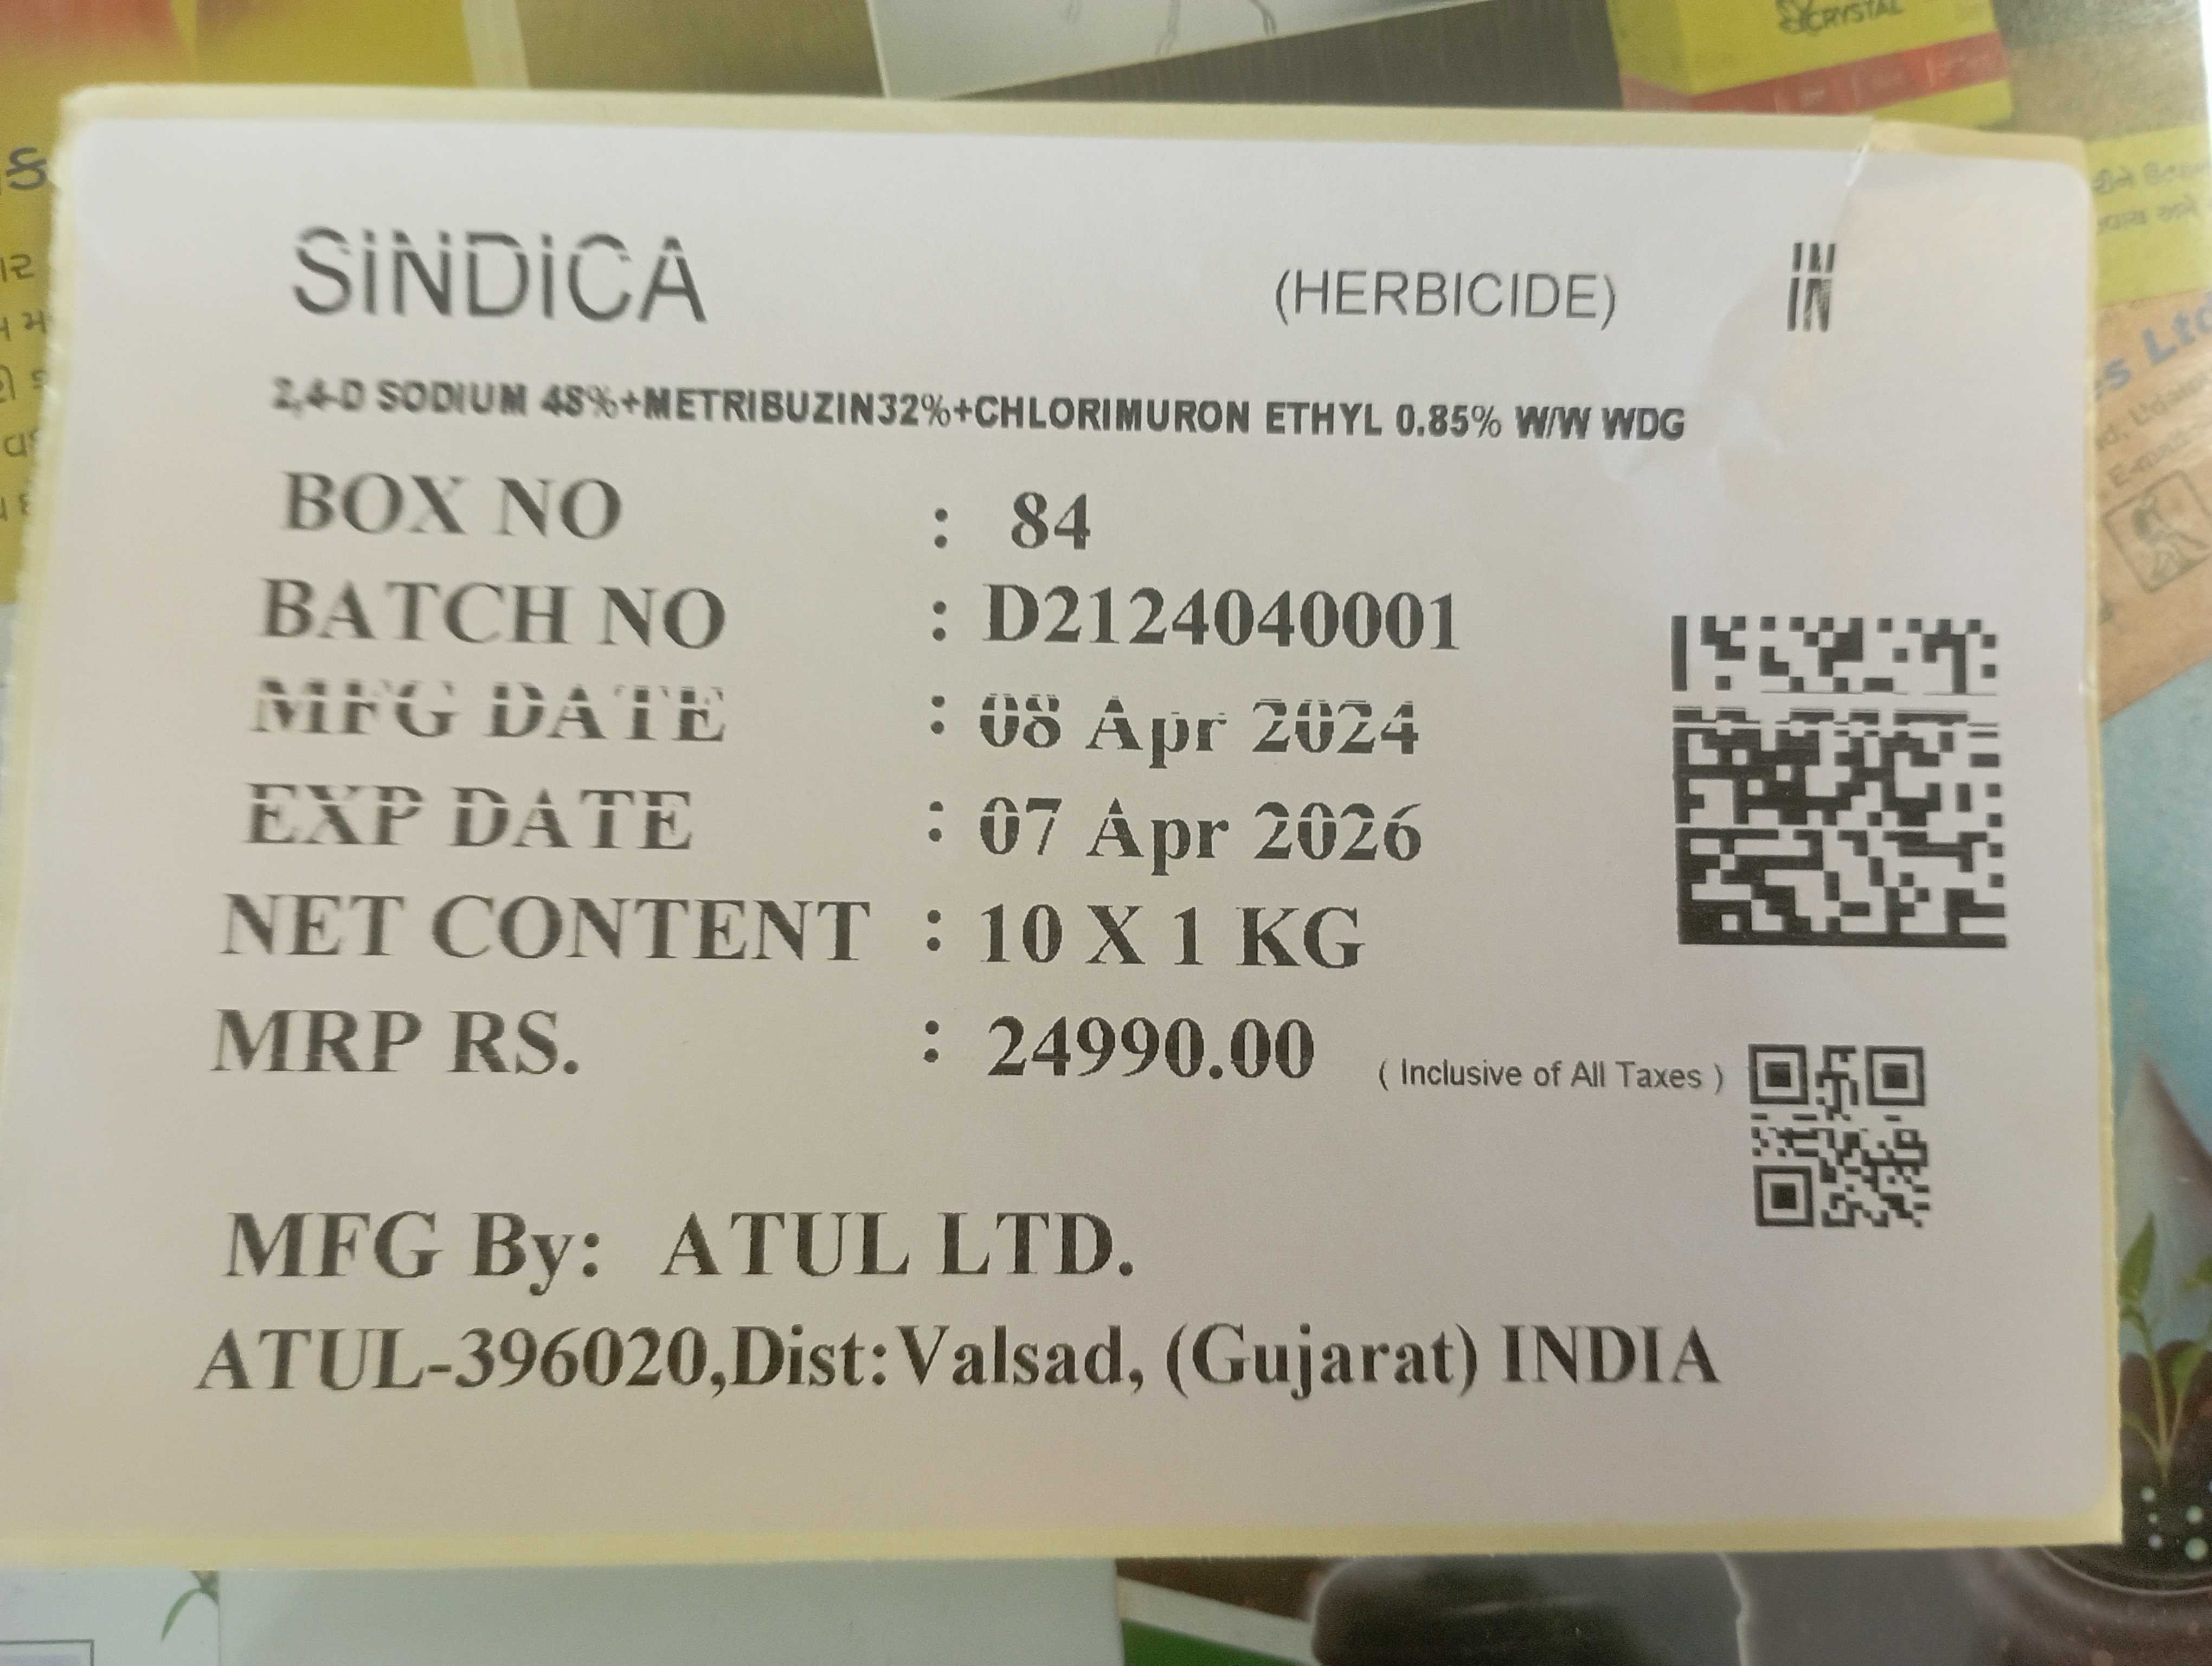 CRYSTAL
SiNDiCA (HERBICIDE) IN
2,4-D SODIUM 48%+METRIBUZIN32%+CHLORIMURON ETHYL 0.85% W/W WDG
BOX NO : 84
BATCH NO : D2124040001
MFG DATE : 08 Apr 2024
EXP DATE : 07 Apr 2026
NET CONTENT : 10 X 1 KG
MRP RS. : 24990.00 ( Inclusive of All Taxes )
MFG By: ATUL LTD.
ATUL-396020,Dist:Valsad, (Gujarat) INDIA